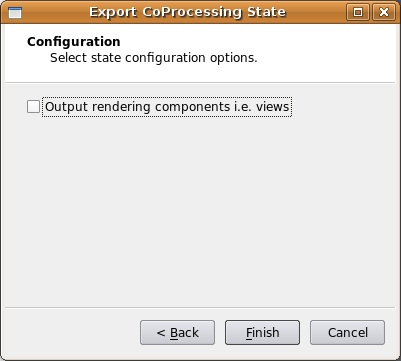 Export CoProcessing State
Configuration
Select state configuration options.
Output rendering components i.e. views
< Back
Finish
Cancel